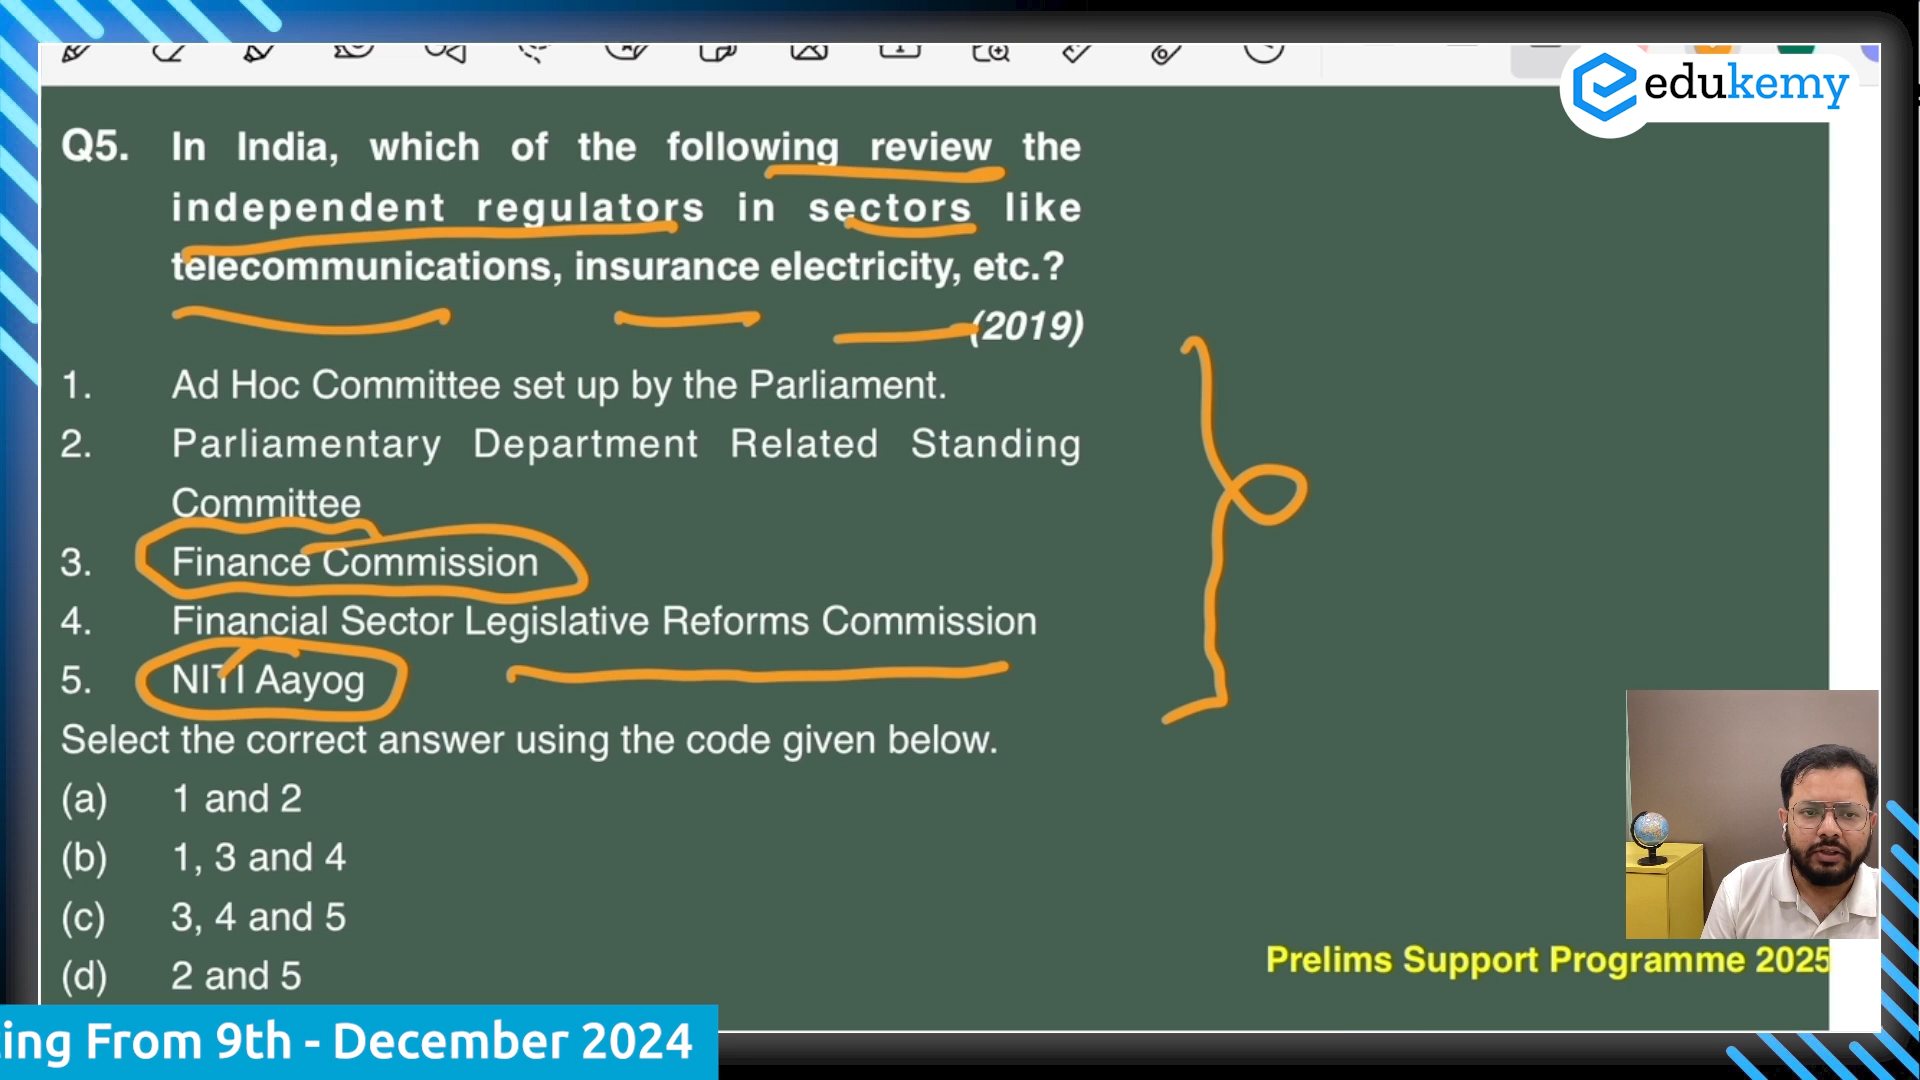 edukemy
Q5. In India, which of the following review the
independent regulators in sectors like
telecommunications, insurance electricity, etc.?
(2019)
1. Ad Hoc Committee set up by the Parliament.
2. Parliamentary Department Related Standing
Committee
3. Finance Commission
4. Financial Sector Legislative Reforms Commission
5. NITI Aayog
Select the correct answer using the code given below.
(a) 1 and 2
(b) 1, 3 and 4
(c) 3, 4 and 5
(d) 2 and 5
Prelims Support Programme 2025
ing From 9th - December 2024